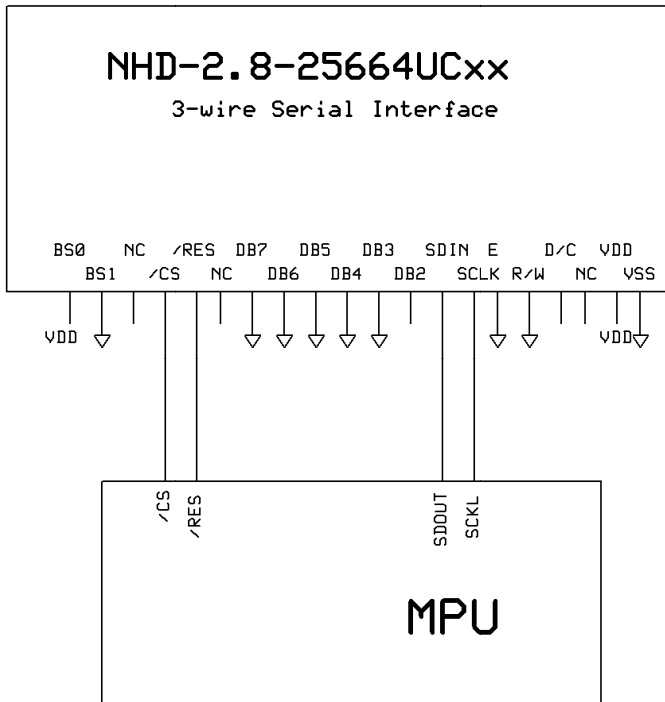 NHD-2.8-25664UCxx
3-wire Serial Interface
BS0 NC /RES DB7 DB5 DB3 SDIN E D/C VDD
BS1 /CS NC DB6 DB4 DB2 SCLK R/W NC VSS
VDD VDD
/CS
/RES
SDOUT
SCKL
MPU